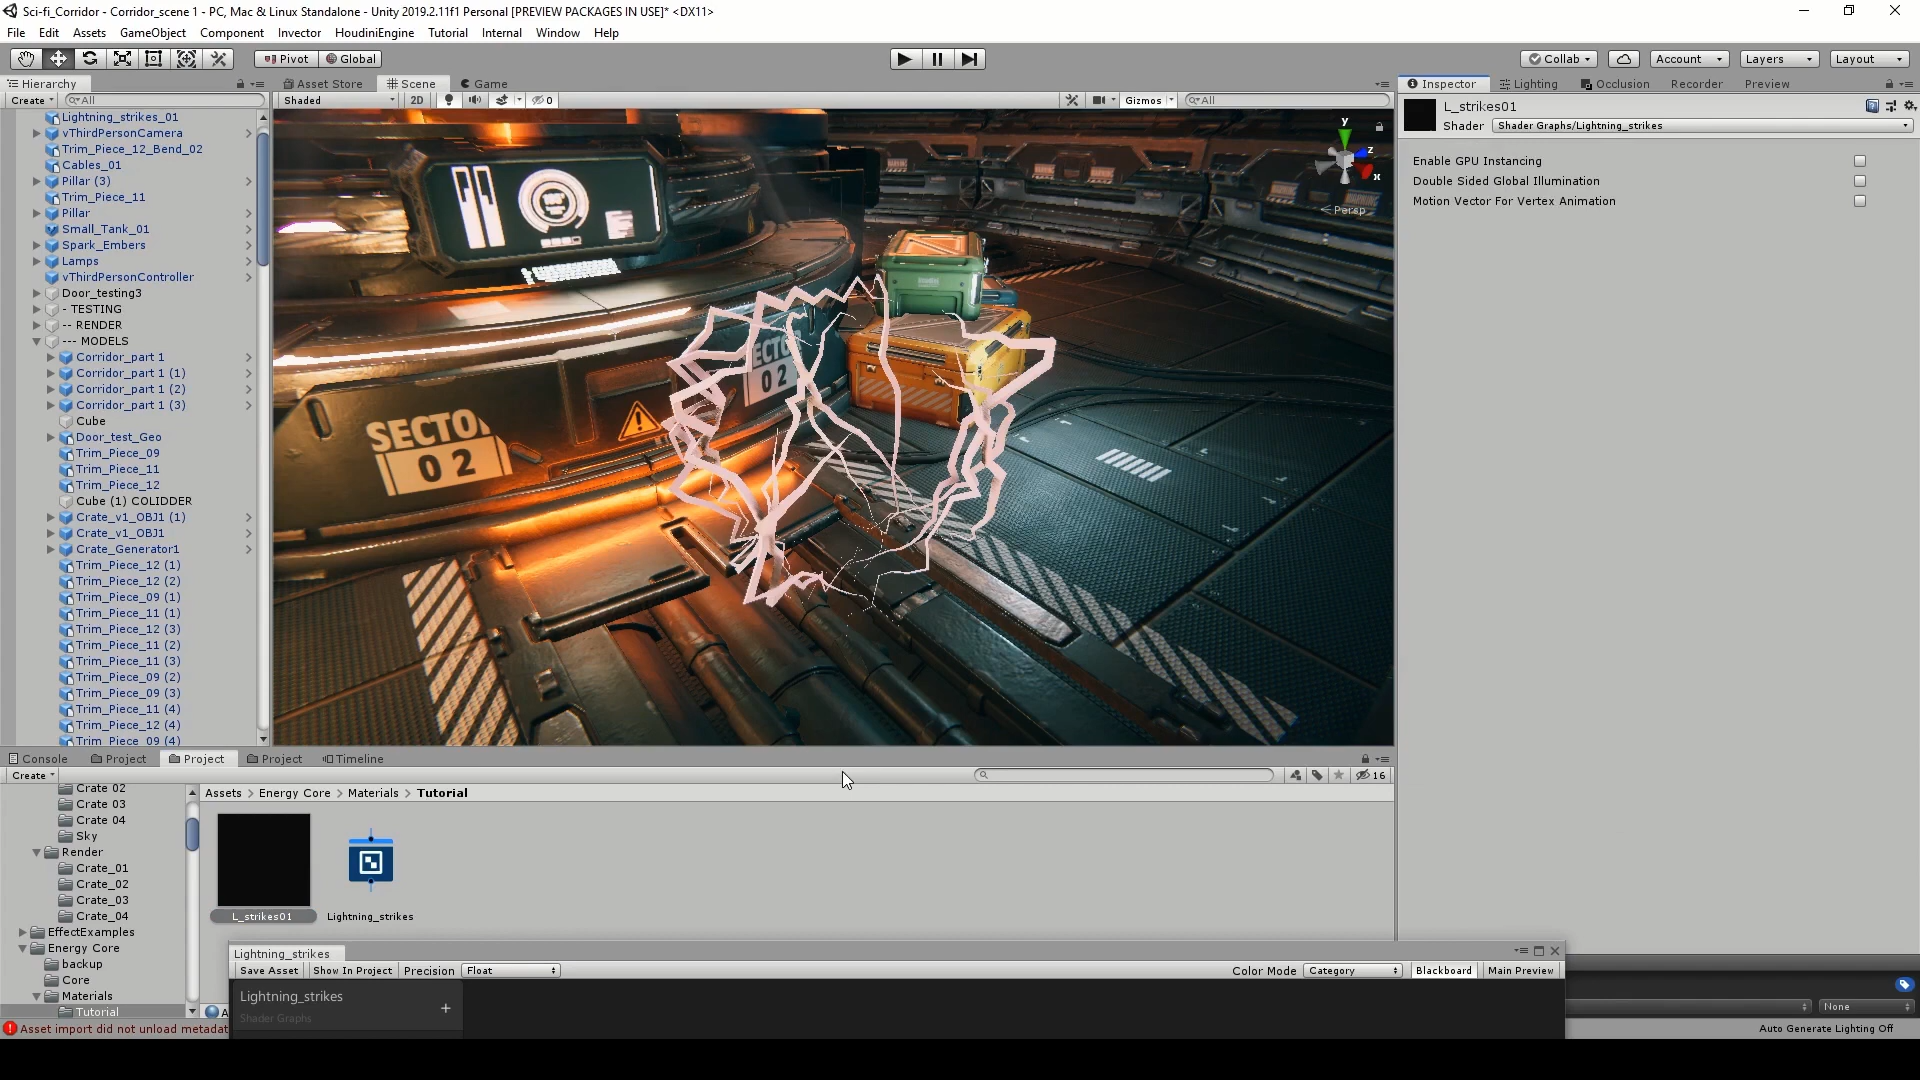 Sci-fi_Corridor - Corridor_scene 1 - PC, Mac & Linux Standalone - Unity 2019.2.11f1 Personal [PREVIEW PACKAGES IN USE]* <DX11>
File Edit Assets GameObject Component Invector HoudiniEngine Tutorial Internal Window Help
Pivot Global Collab Account Layers Layout
Hierarchy Asset Store Scene Game Inspector Lighting Occlusion Recorder Preview
Create All Shaded 2D 0 Gizmos All
L_strikes01
Shader Shader Graphs/Lightning_strikes
Enable GPU Instancing
Double Sided Global Illumination
Motion Vector For Vertex Animation
Lightning_strikes_01
vThirdPersonCamera
Trim_Piece_12_Bend_02
Cables_01
Pillar (3)
Trim_Piece_11
Pillar
Small_Tank_01
Spark_Embers
Lamps
vThirdPersonController
Door_testing3
- TESTING
-- RENDER
--- MODELS
Corridor_part 1
Corridor_part 1 (1)
Corridor_part 1 (2)
Corridor_part 1 (3)
Cube
Door_test_Geo
Trim_Piece_09
Trim_Piece_11
Trim_Piece_12
Cube (1) COLIDDER
Crate_v1_OBJ1 (1)
Crate_v1_OBJ1
Crate_Generator1
Trim_Piece_12 (1)
Trim_Piece_12 (2)
Trim_Piece_09 (1)
Trim_Piece_11 (1)
Trim_Piece_12 (3)
Trim_Piece_11 (2)
Trim_Piece_11 (3)
Trim_Piece_09 (2)
Trim_Piece_09 (3)
Trim_Piece_11 (4)
Trim_Piece_12 (4)
Trim_Piece_09 (4)
y
z
x
Persp
SECTO
02
SECTO
02
Console Project Project Project Timeline
Create 16
Crate 02
Crate 03
Crate 04
Sky
Render
Crate_01
Crate_02
Crate_03
Crate_04
EffectExamples
Energy Core
backup
Core
Materials
Tutorial
Assets > Energy Core > Materials > Tutorial
L_strikes01 Lightning_strikes
Lightning_strikes
Save Asset Show In Project Precision Float Color Mode Category Blackboard Main Preview
Lightning_strikes
Shader Graphs
A
None
Asset import did not unload metadat
Auto Generate Lighting Off